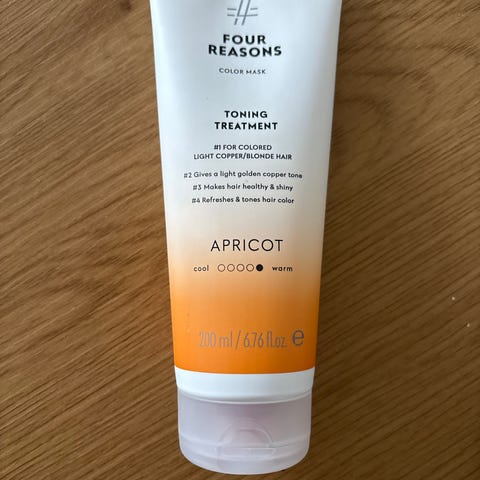 FOUR
REASONS
COLOR MASK
TONING
TREATMENT
#1 FOR COLORED
LIGHT COPPER/BLONDE HAIR
#2 Gives a light golden copper tone
#3 Makes hair healthy & shiny
#4 Refreshes & tones hair color
APRICOT
cool warm
200 ml / 6.76 fl.oz. e